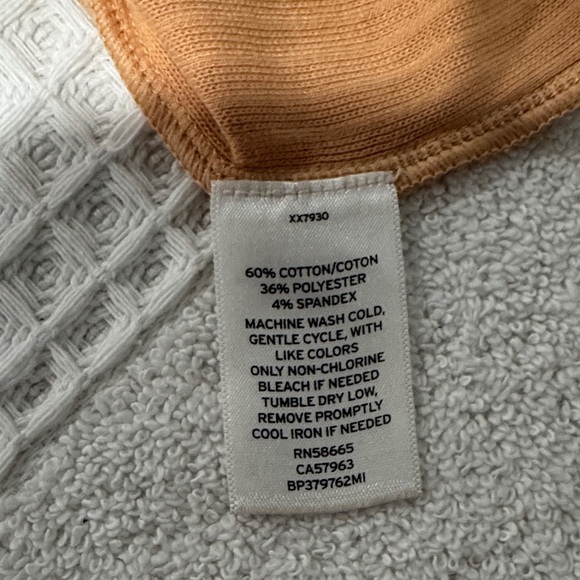 XX7930
60% COTTON/COTON
36% POLYESTER
4% SPANDEX
MACHINE WASH COLD,
GENTLE CYCLE, WITH
LIKE COLORS
ONLY NON-CHLORINE
BLEACH IF NEEDED
TUMBLE DRY LOW,
REMOVE PROMPTLY
COOL IRON IF NEEDED
RN58665
CA57963
BP379762MI